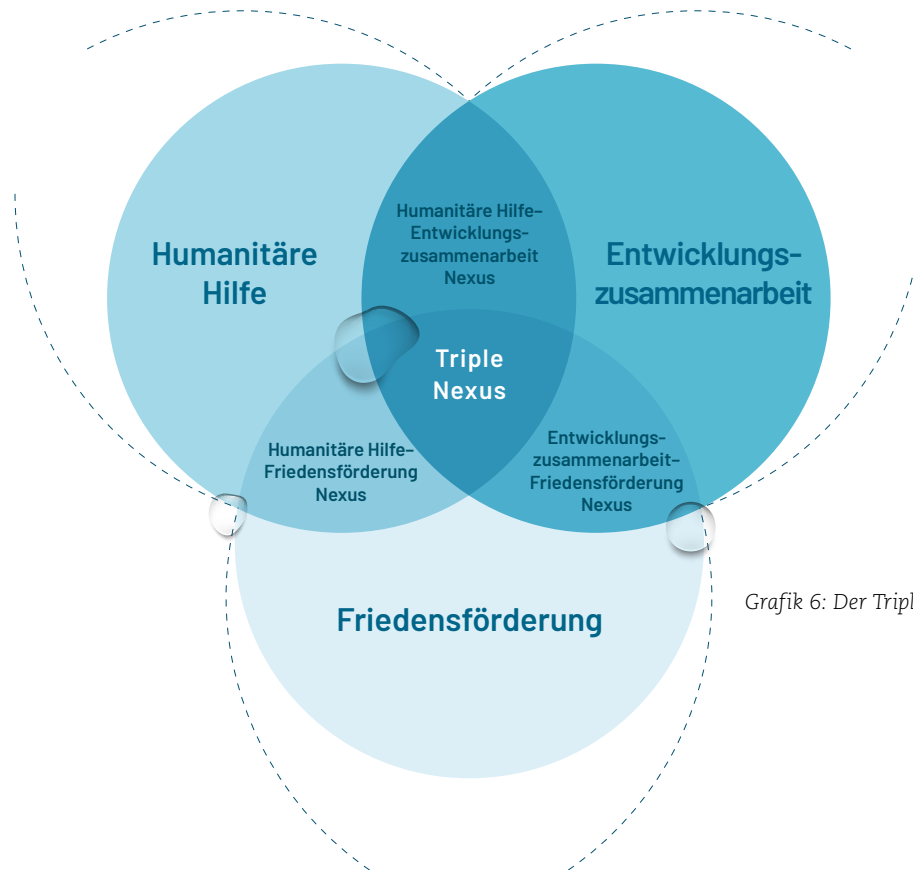 Humanitäre
Hilfe
Humanitäre Hilfe–
Entwicklungs-
zusammenarbeit
Nexus
Entwicklungs-
zusammenarbeit
Triple
Nexus
Humanitäre Hilfe–
Friedensförderung
Nexus
Entwicklungs-
zusammenarbeit–
Friedensförderung
Nexus
Friedensförderung
Grafik 6: Der Tripl